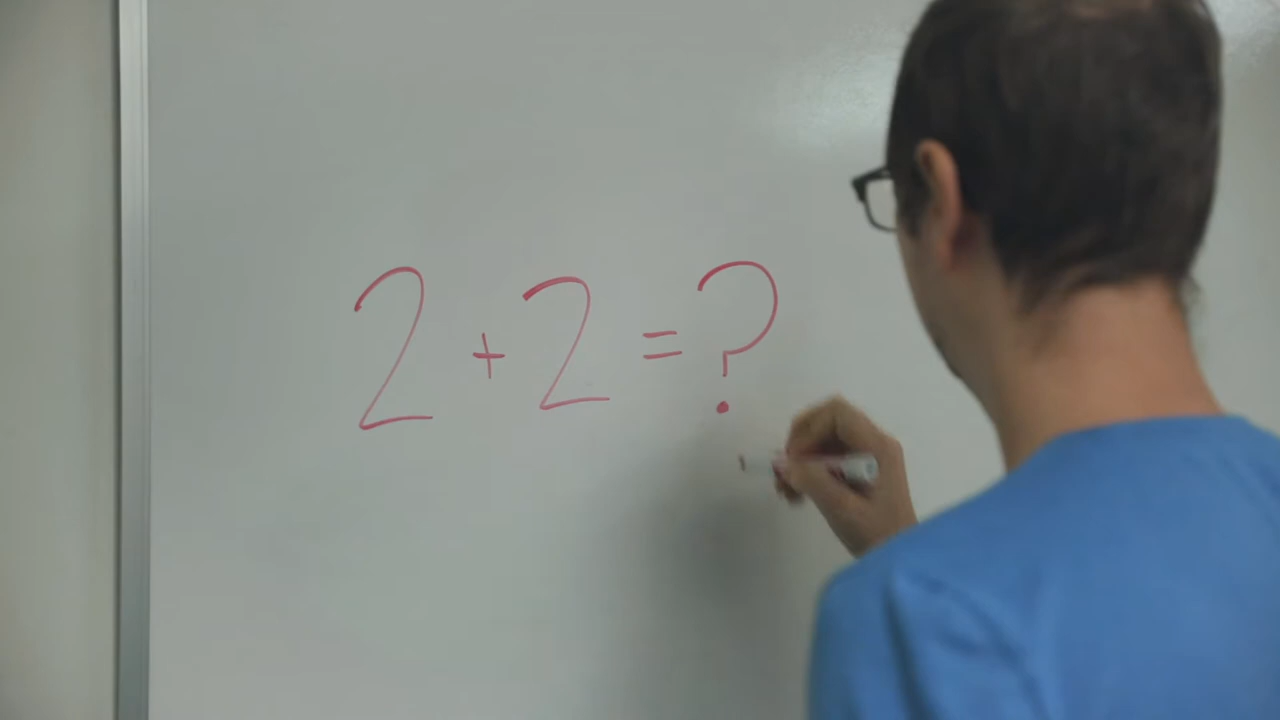 2 + 2 = ?